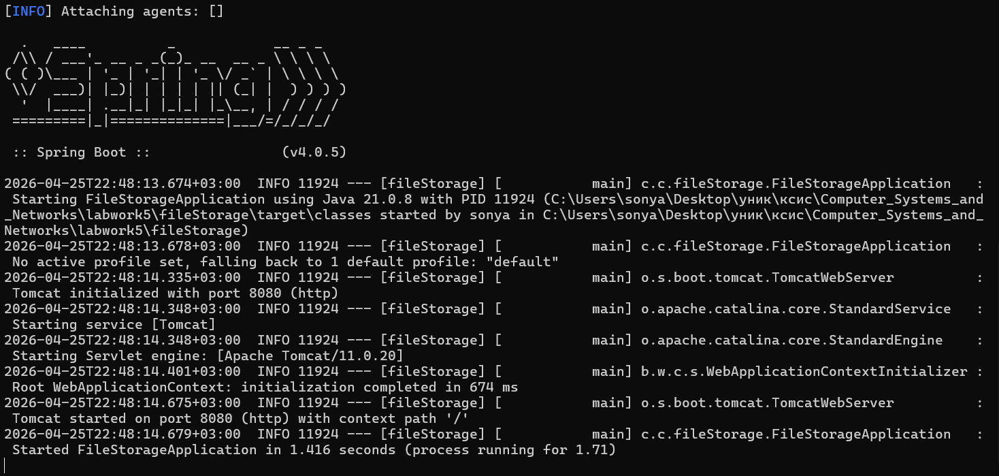 [INFO] Attaching agents: []

  .   ____          _            __ _ _
 /\\ / ___'_ __ _ _(_)_ __  __ _ \ \ \ \
( ( )\___ | '_ | '_| | '_ \/ _` | \ \ \ \
 \\/  ___)| |_)| | | | | || (_| |  ) ) ) )
  '  |____| .__|_| |_|_| |_\__, | / / / /
 =========|_|==============|___/=/_/_/_/

 :: Spring Boot ::                (v4.0.5)

2026-04-25T22:48:13.674+03:00  INFO 11924 --- [fileStorage] [           main] c.c.fileStorage.FileStorageApplication   :
 Starting FileStorageApplication using Java 21.0.8 with PID 11924 (C:\Users\sonya\Desktop\уник\ксис\Computer_Systems_and
_Networks\labwork5\fileStorage\target\classes started by sonya in C:\Users\sonya\Desktop\уник\ксис\Computer_Systems_and_
Networks\labwork5\fileStorage)
2026-04-25T22:48:13.678+03:00  INFO 11924 --- [fileStorage] [           main] c.c.fileStorage.FileStorageApplication   :
 No active profile set, falling back to 1 default profile: "default"
2026-04-25T22:48:14.335+03:00  INFO 11924 --- [fileStorage] [           main] o.s.boot.tomcat.TomcatWebServer          :
 Tomcat initialized with port 8080 (http)
2026-04-25T22:48:14.348+03:00  INFO 11924 --- [fileStorage] [           main] o.apache.catalina.core.StandardService   :
 Starting service [Tomcat]
2026-04-25T22:48:14.348+03:00  INFO 11924 --- [fileStorage] [           main] o.apache.catalina.core.StandardEngine    :
 Starting Servlet engine: [Apache Tomcat/11.0.20]
2026-04-25T22:48:14.401+03:00  INFO 11924 --- [fileStorage] [           main] b.w.c.s.WebApplicationContextInitializer :
 Root WebApplicationContext: initialization completed in 674 ms
2026-04-25T22:48:14.675+03:00  INFO 11924 --- [fileStorage] [           main] o.s.boot.tomcat.TomcatWebServer          :
 Tomcat started on port 8080 (http) with context path '/'
2026-04-25T22:48:14.679+03:00  INFO 11924 --- [fileStorage] [           main] c.c.fileStorage.FileStorageApplication   :
 Started FileStorageApplication in 1.416 seconds (process running for 1.71)